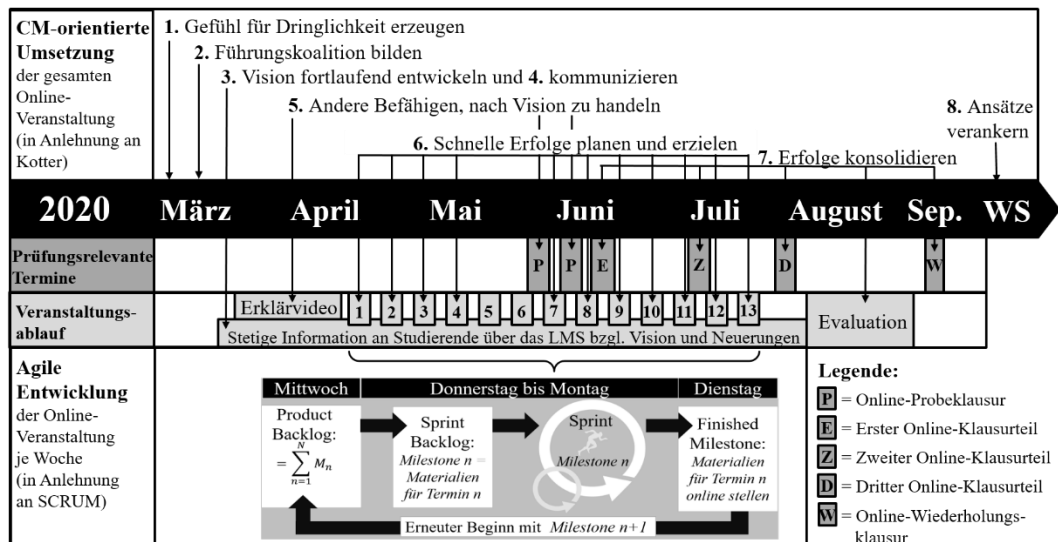 CM-orientierte
Umsetzung
der gesamten
Online-
Veranstaltung
(in Anlehnung an
Kotter)
1. Gefühl für Dringlichkeit erzeugen
2. Führungskoalition bilden
3. Vision fortlaufend entwickeln und 4. kommunizieren
5. Andere Befähigen, nach Vision zu handeln
6. Schnelle Erfolge planen und erzielen
7. Erfolge konsolidieren
8. Ansätze
verankern
2020 März April Mai Juni Juli August Sep. WS
Prüfungsrelevante
Termine
P P E Z D W
Veranstaltungs-
ablauf
Erklärvideo 1 2 3 4 5 6 7 8 9 10 11 12 13
Stetige Information an Studierende über das LMS bzgl. Vision und Neuerungen
Evaluation
Agile
Entwicklung
der Online-
Veranstaltung
je Woche
(in Anlehnung
an SCRUM)
Mittwoch Donnerstag bis Montag Dienstag
Product
Backlog:
= ∑ N n=1 Mn
Sprint
Backlog:
Milestone n =
Materialien
für Termin n
Sprint
Milestone n
Finished
Milestone:
Materialien
für Termin n
online stellen
Erneuter Beginn mit Milestone n+1
Legende:
P = Online-Probeklausur
E = Erster Online-Klausurteil
Z = Zweiter Online-Klausurteil
D = Dritter Online-Klausurteil
W = Online-Wiederholungs-
klausur